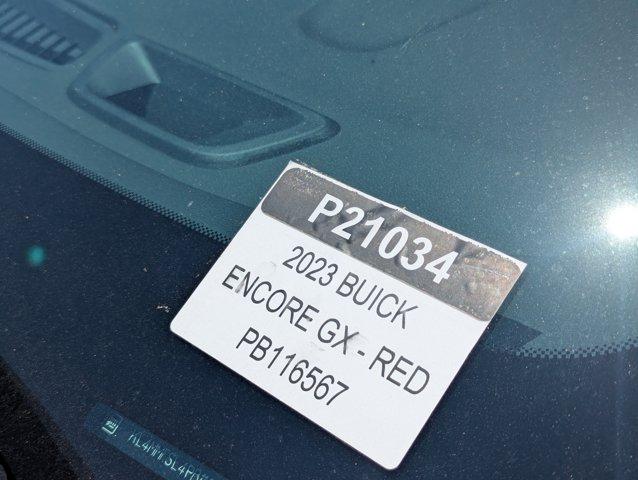 P21034
2023 BUICK
ENCORE GX - RED
PB116567